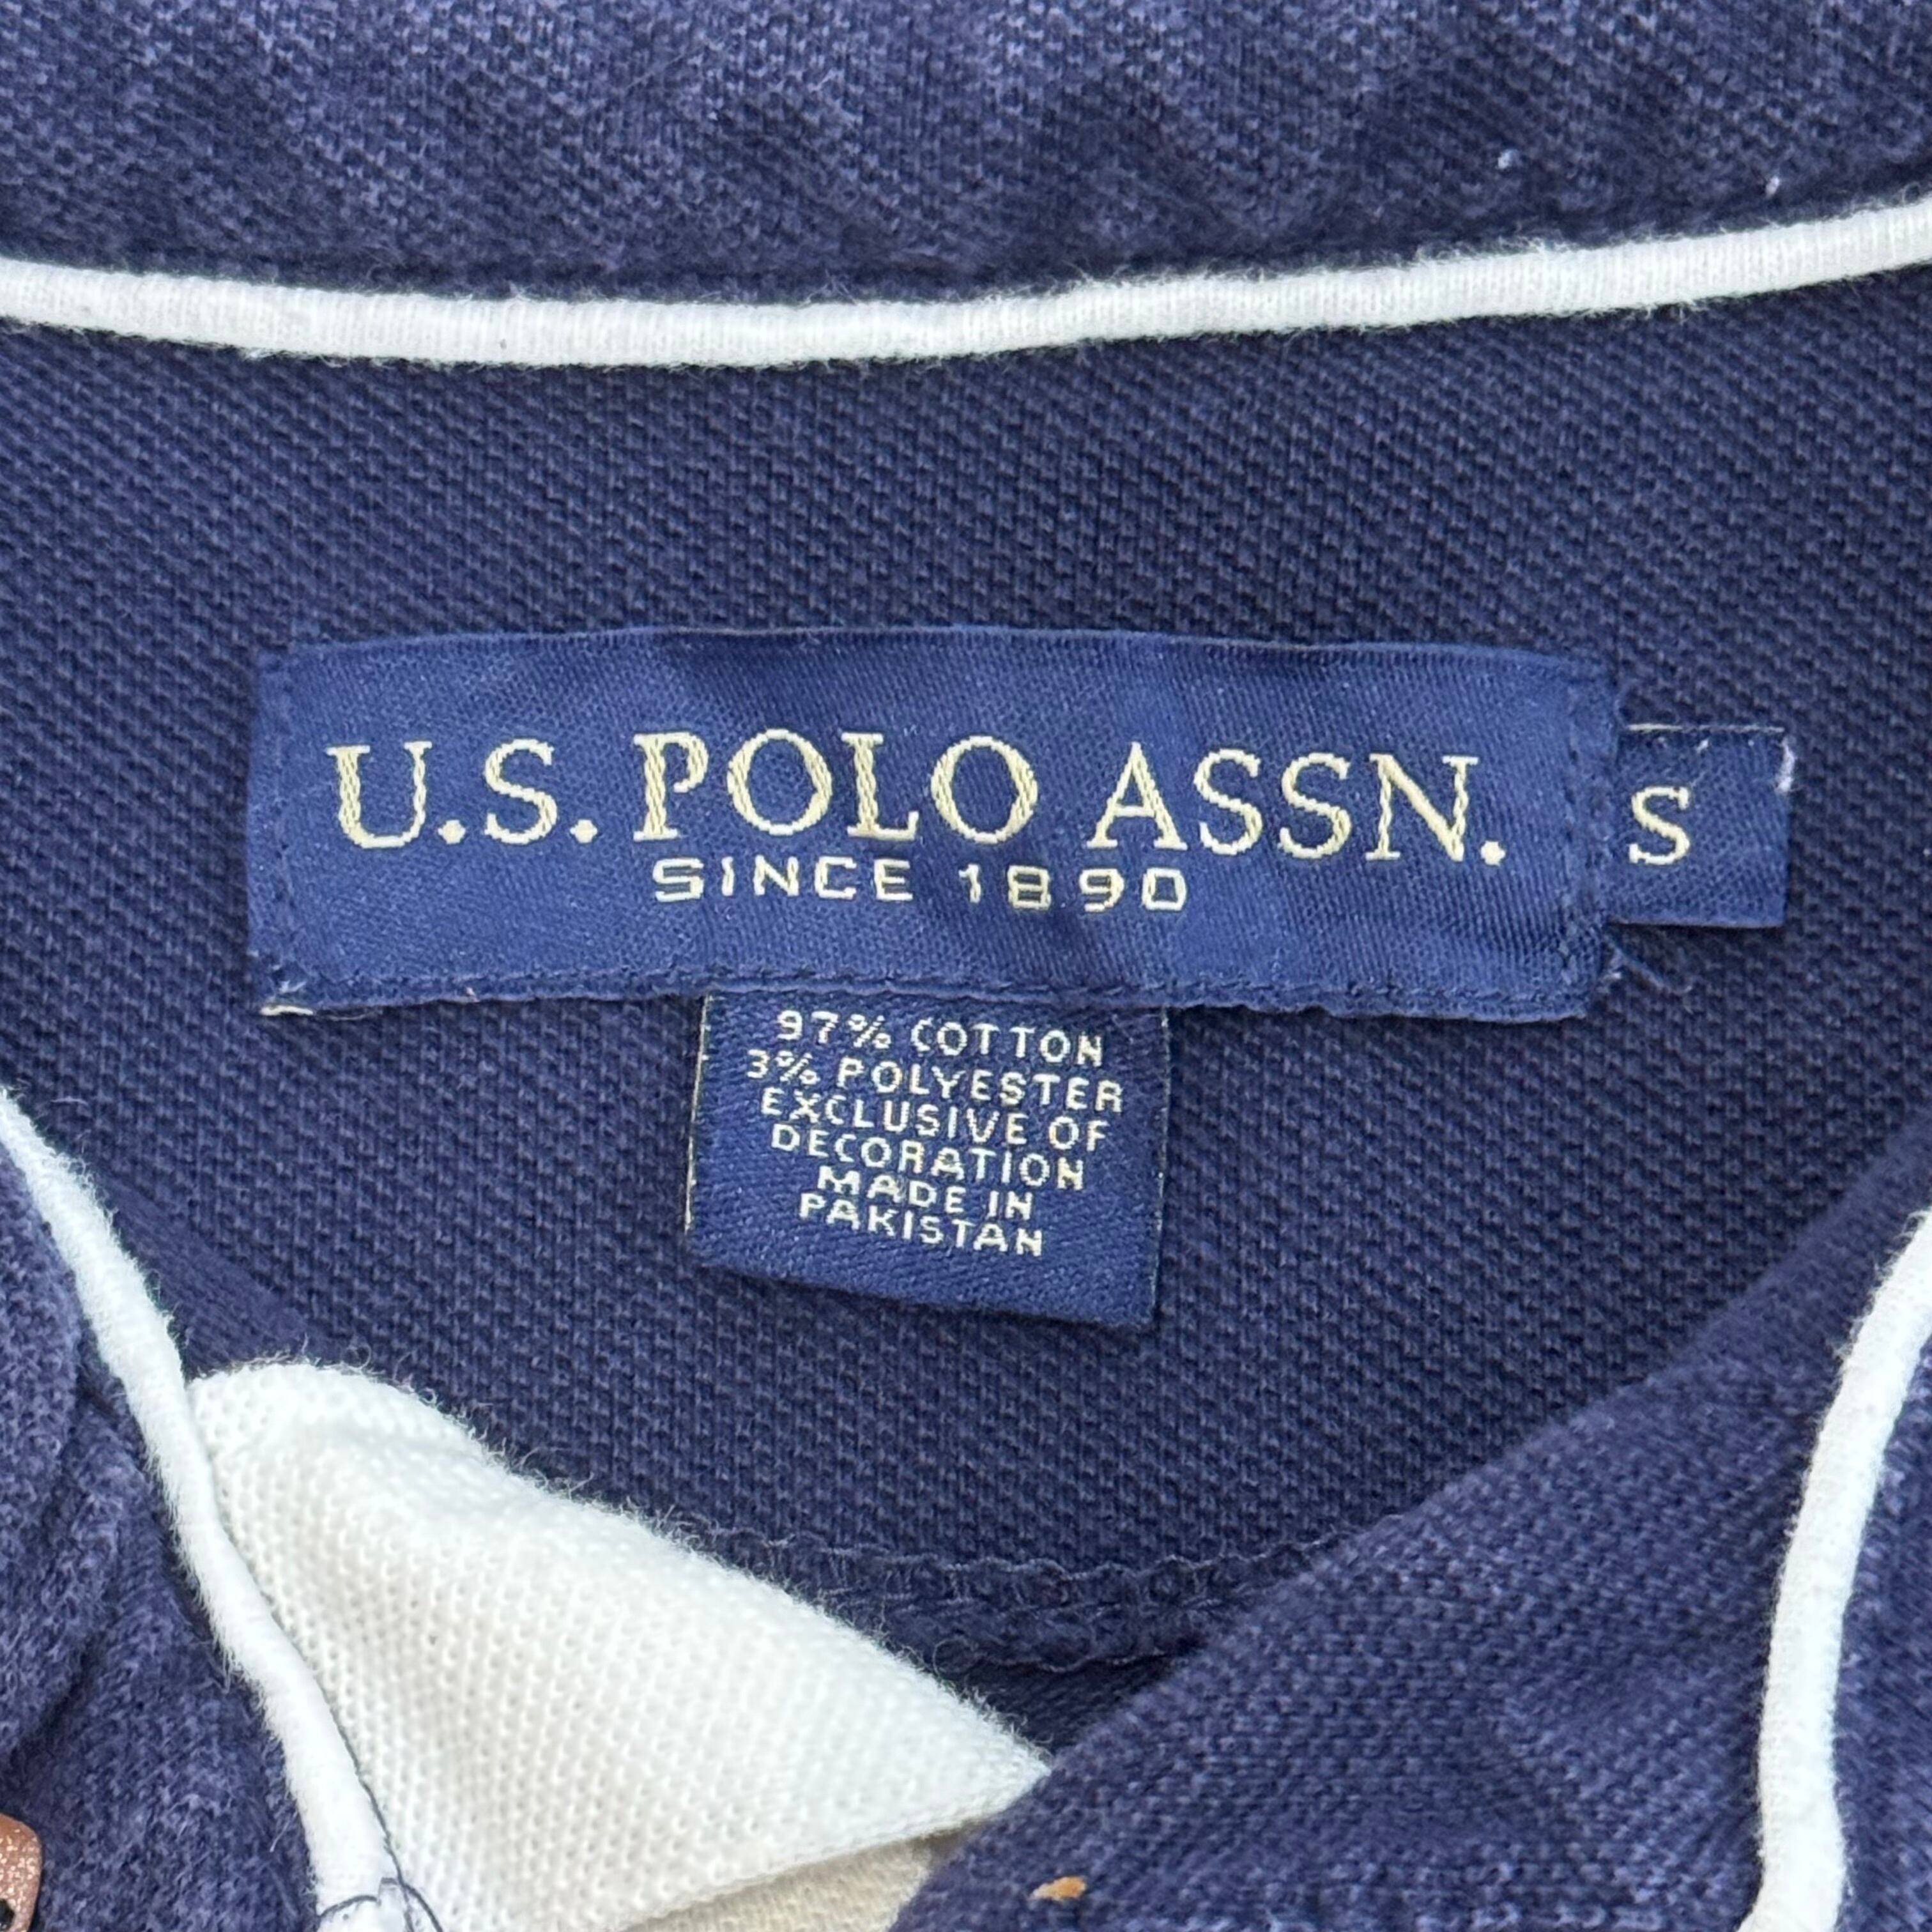 U.S. POLO ASSN.
SINCE 1890
S
97% COTTON
3% POLYESTER
EXCLUSIVE OF
DECORATION
MADE IN
PAKISTAN